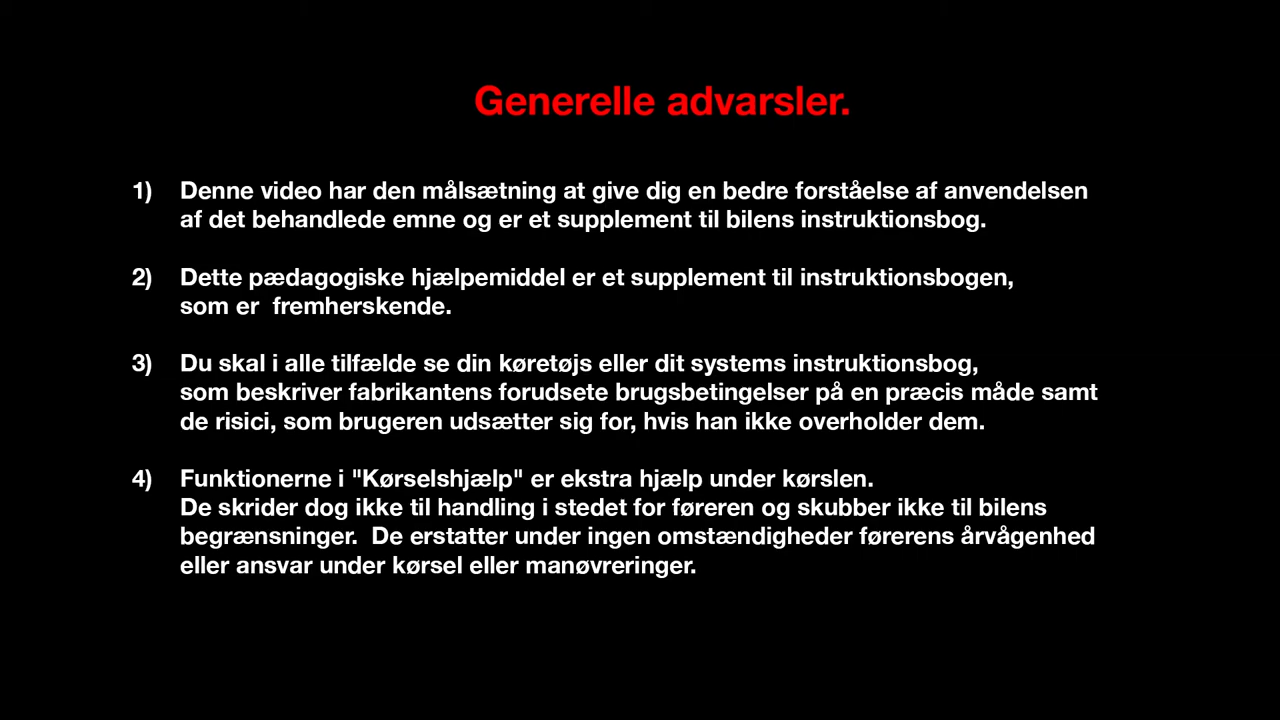 Generelle advarsler.
1) Denne video har den målsætning at give dig en bedre forståelse af anvendelsen
af det behandlede emne og er et supplement til bilens instruktionsbog.
2) Dette pædagogiske hjælpemiddel er et supplement til instruktionsbogen,
som er  fremherskende.
3) Du skal i alle tilfælde se din køretøjs eller dit systems instruktionsbog,
som beskriver fabrikantens forudsete brugsbetingelser på en præcis måde samt
de risici, som brugeren udsætter sig for, hvis han ikke overholder dem.
4) Funktionerne i "Kørselshjælp" er ekstra hjælp under kørslen.
De skrider dog ikke til handling i stedet for føreren og skubber ikke til bilens
begrænsninger.  De erstatter under ingen omstændigheder førerens årvågenhed
eller ansvar under kørsel eller manøvreringer.